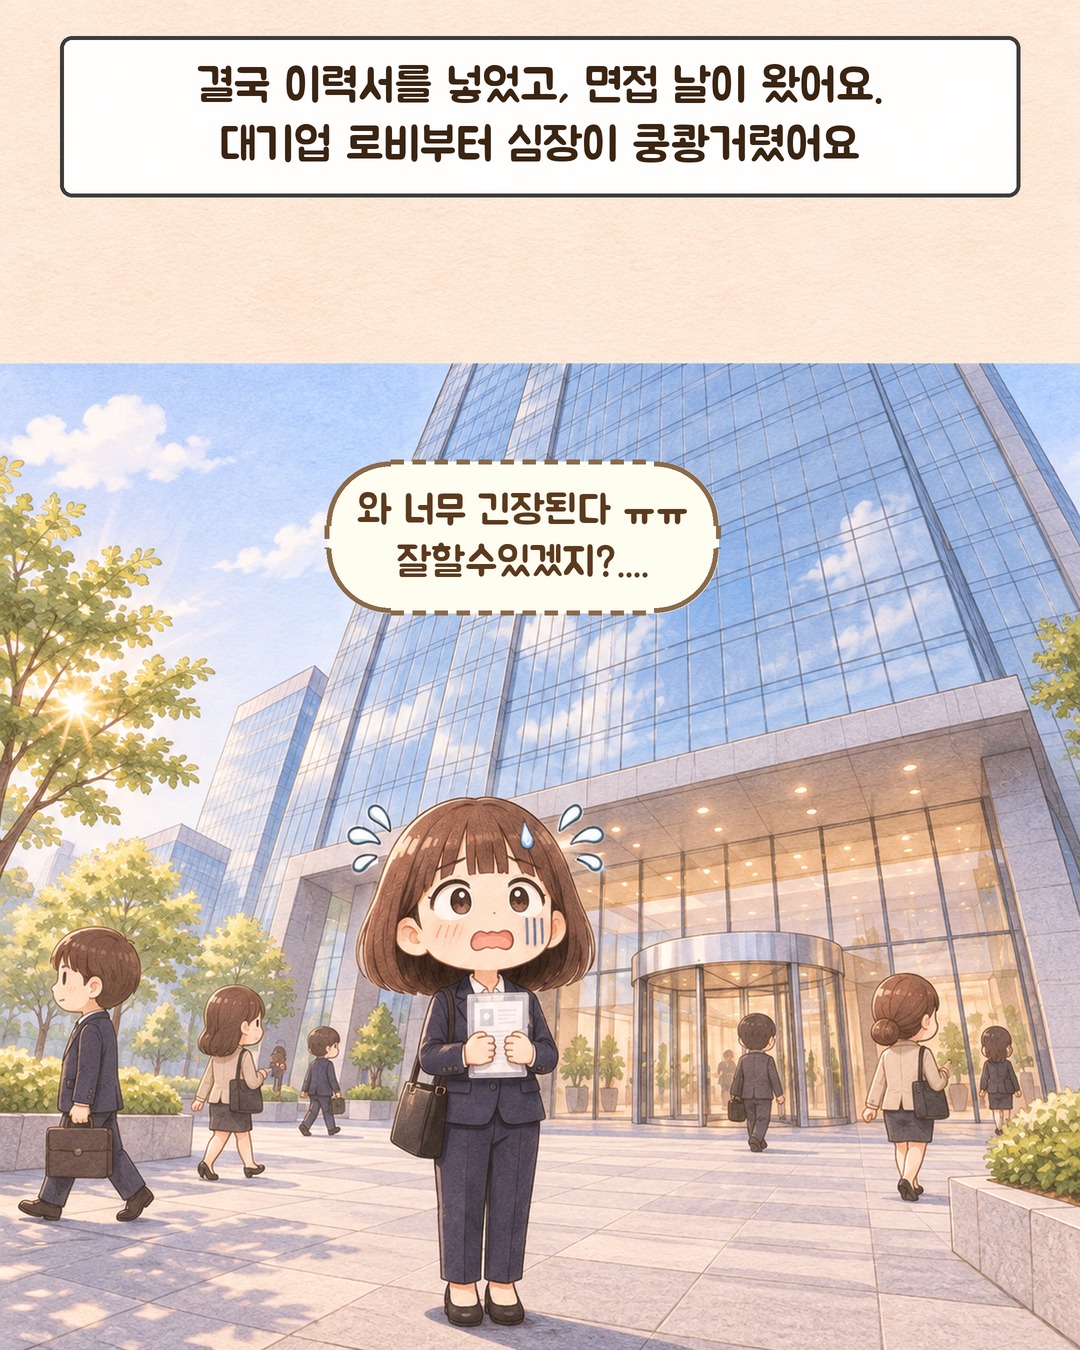 결국 이력서를 넣었고, 면접 날이 왔어요.
대기업 로비부터 심장이 쿵쾅거렸어요
와 너무 긴장된다 ㅠㅠ
잘할수있겠지?....